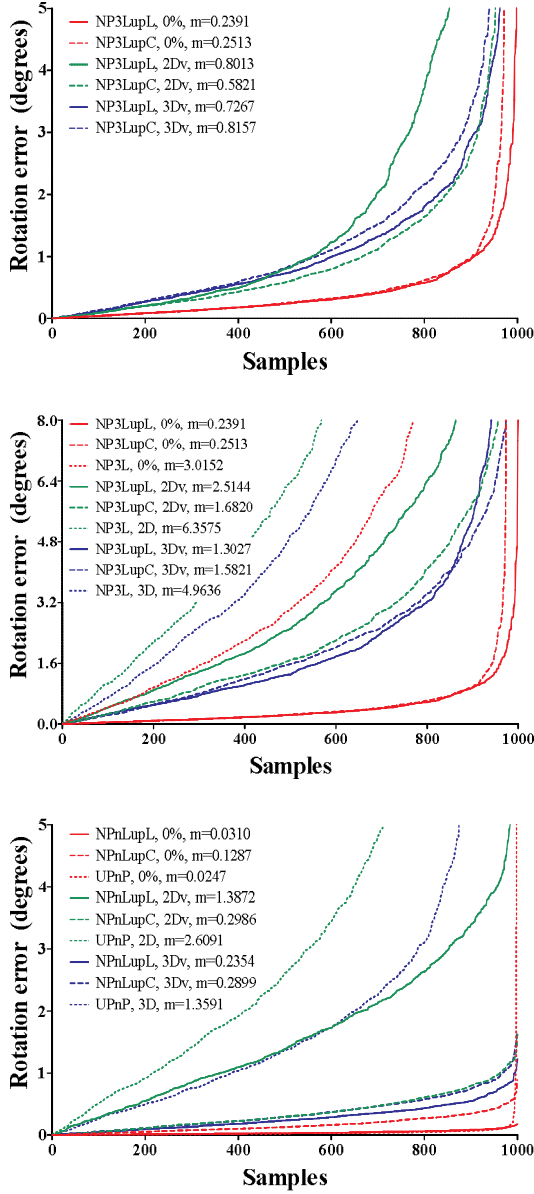 5
4
3
2
1
0
Rotation error (degrees)
NP3LupL, 0%, m=0.2391
NP3LupC, 0%, m=0.2513
NP3LupL, 2Dv, m=0.8013
NP3LupC, 2Dv, m=0.5821
NP3LupL, 3Dv, m=0.7267
NP3LupC, 3Dv, m=0.8157
0 200 400 600 800 1000
Samples
8.0
6.4
4.8
3.2
1.6
0.0
Rotation error (degrees)
NP3LupL, 0%, m=0.2391
NP3LupC, 0%, m=0.2513
NP3L, 0%, m=3.0152
NP3LupL, 2Dv, m=2.5144
NP3LupC, 2Dv, m=1.6820
NP3L, 2D, m=6.3575
NP3LupL, 3Dv, m=1.3027
NP3LupC, 3Dv, m=1.5821
NP3L, 3D, m=4.9636
0 200 400 600 800 1000
Samples
5
4
3
2
1
0
Rotation error (degrees)
NPnLupL, 0%, m=0.0310
NPnLupC, 0%, m=0.1287
UPnP, 0%, m=0.0247
NPnLupL, 2Dv, m=1.3872
NPnLupC, 2Dv, m=0.2986
UPnP, 2D, m=2.6091
NPnLupL, 3Dv, m=0.2354
NPnLupC, 3Dv, m=0.2899
UPnP, 3D, m=1.3591
0 200 400 600 800 1000
Samples